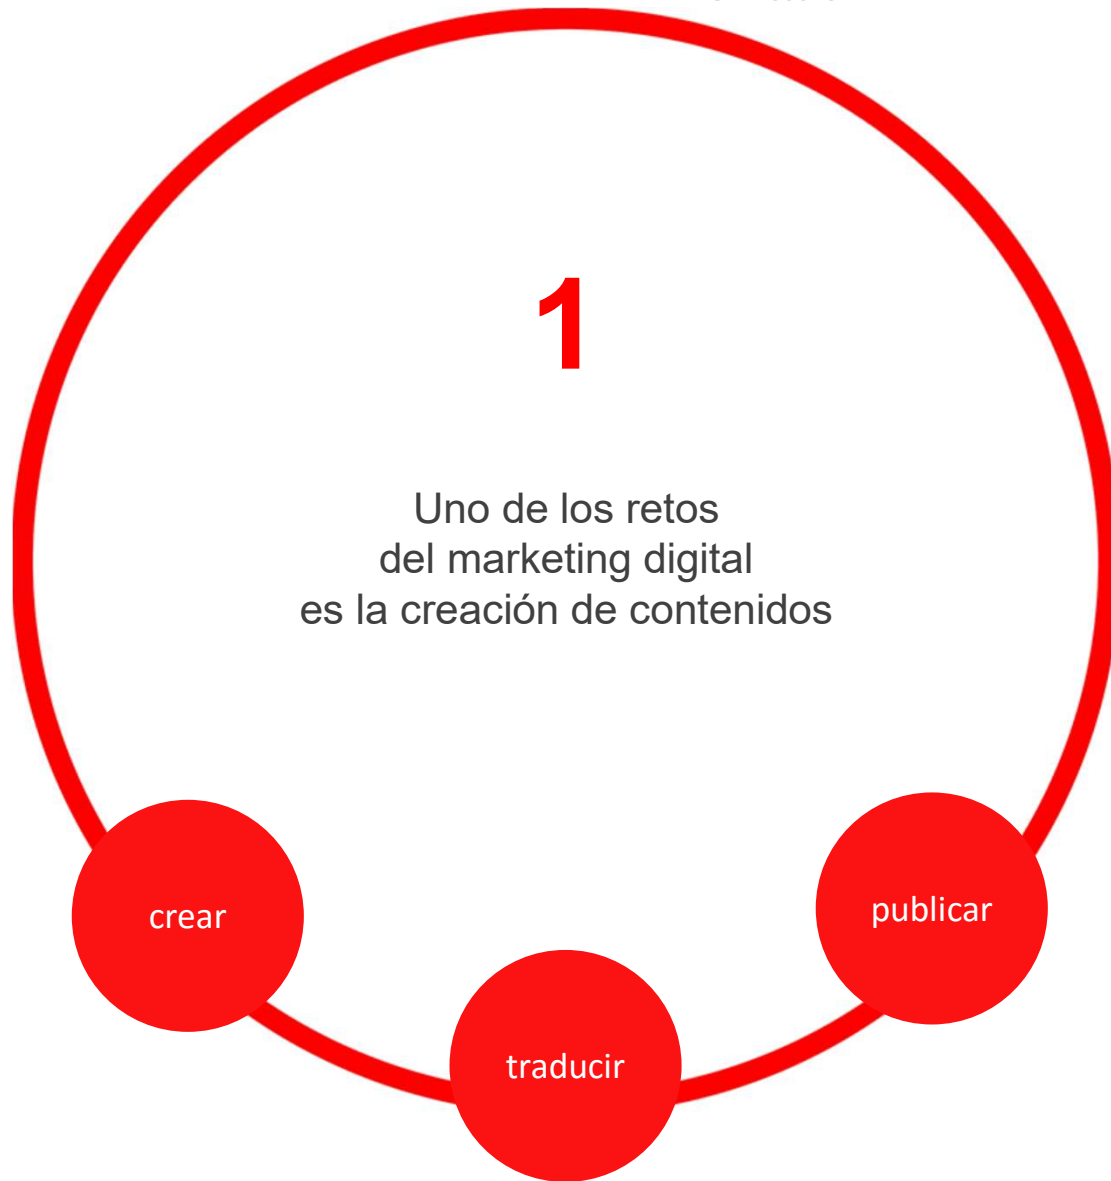 1
Uno de los retos
del marketing digital
es la creación de contenidos
crear
traducir
publicar